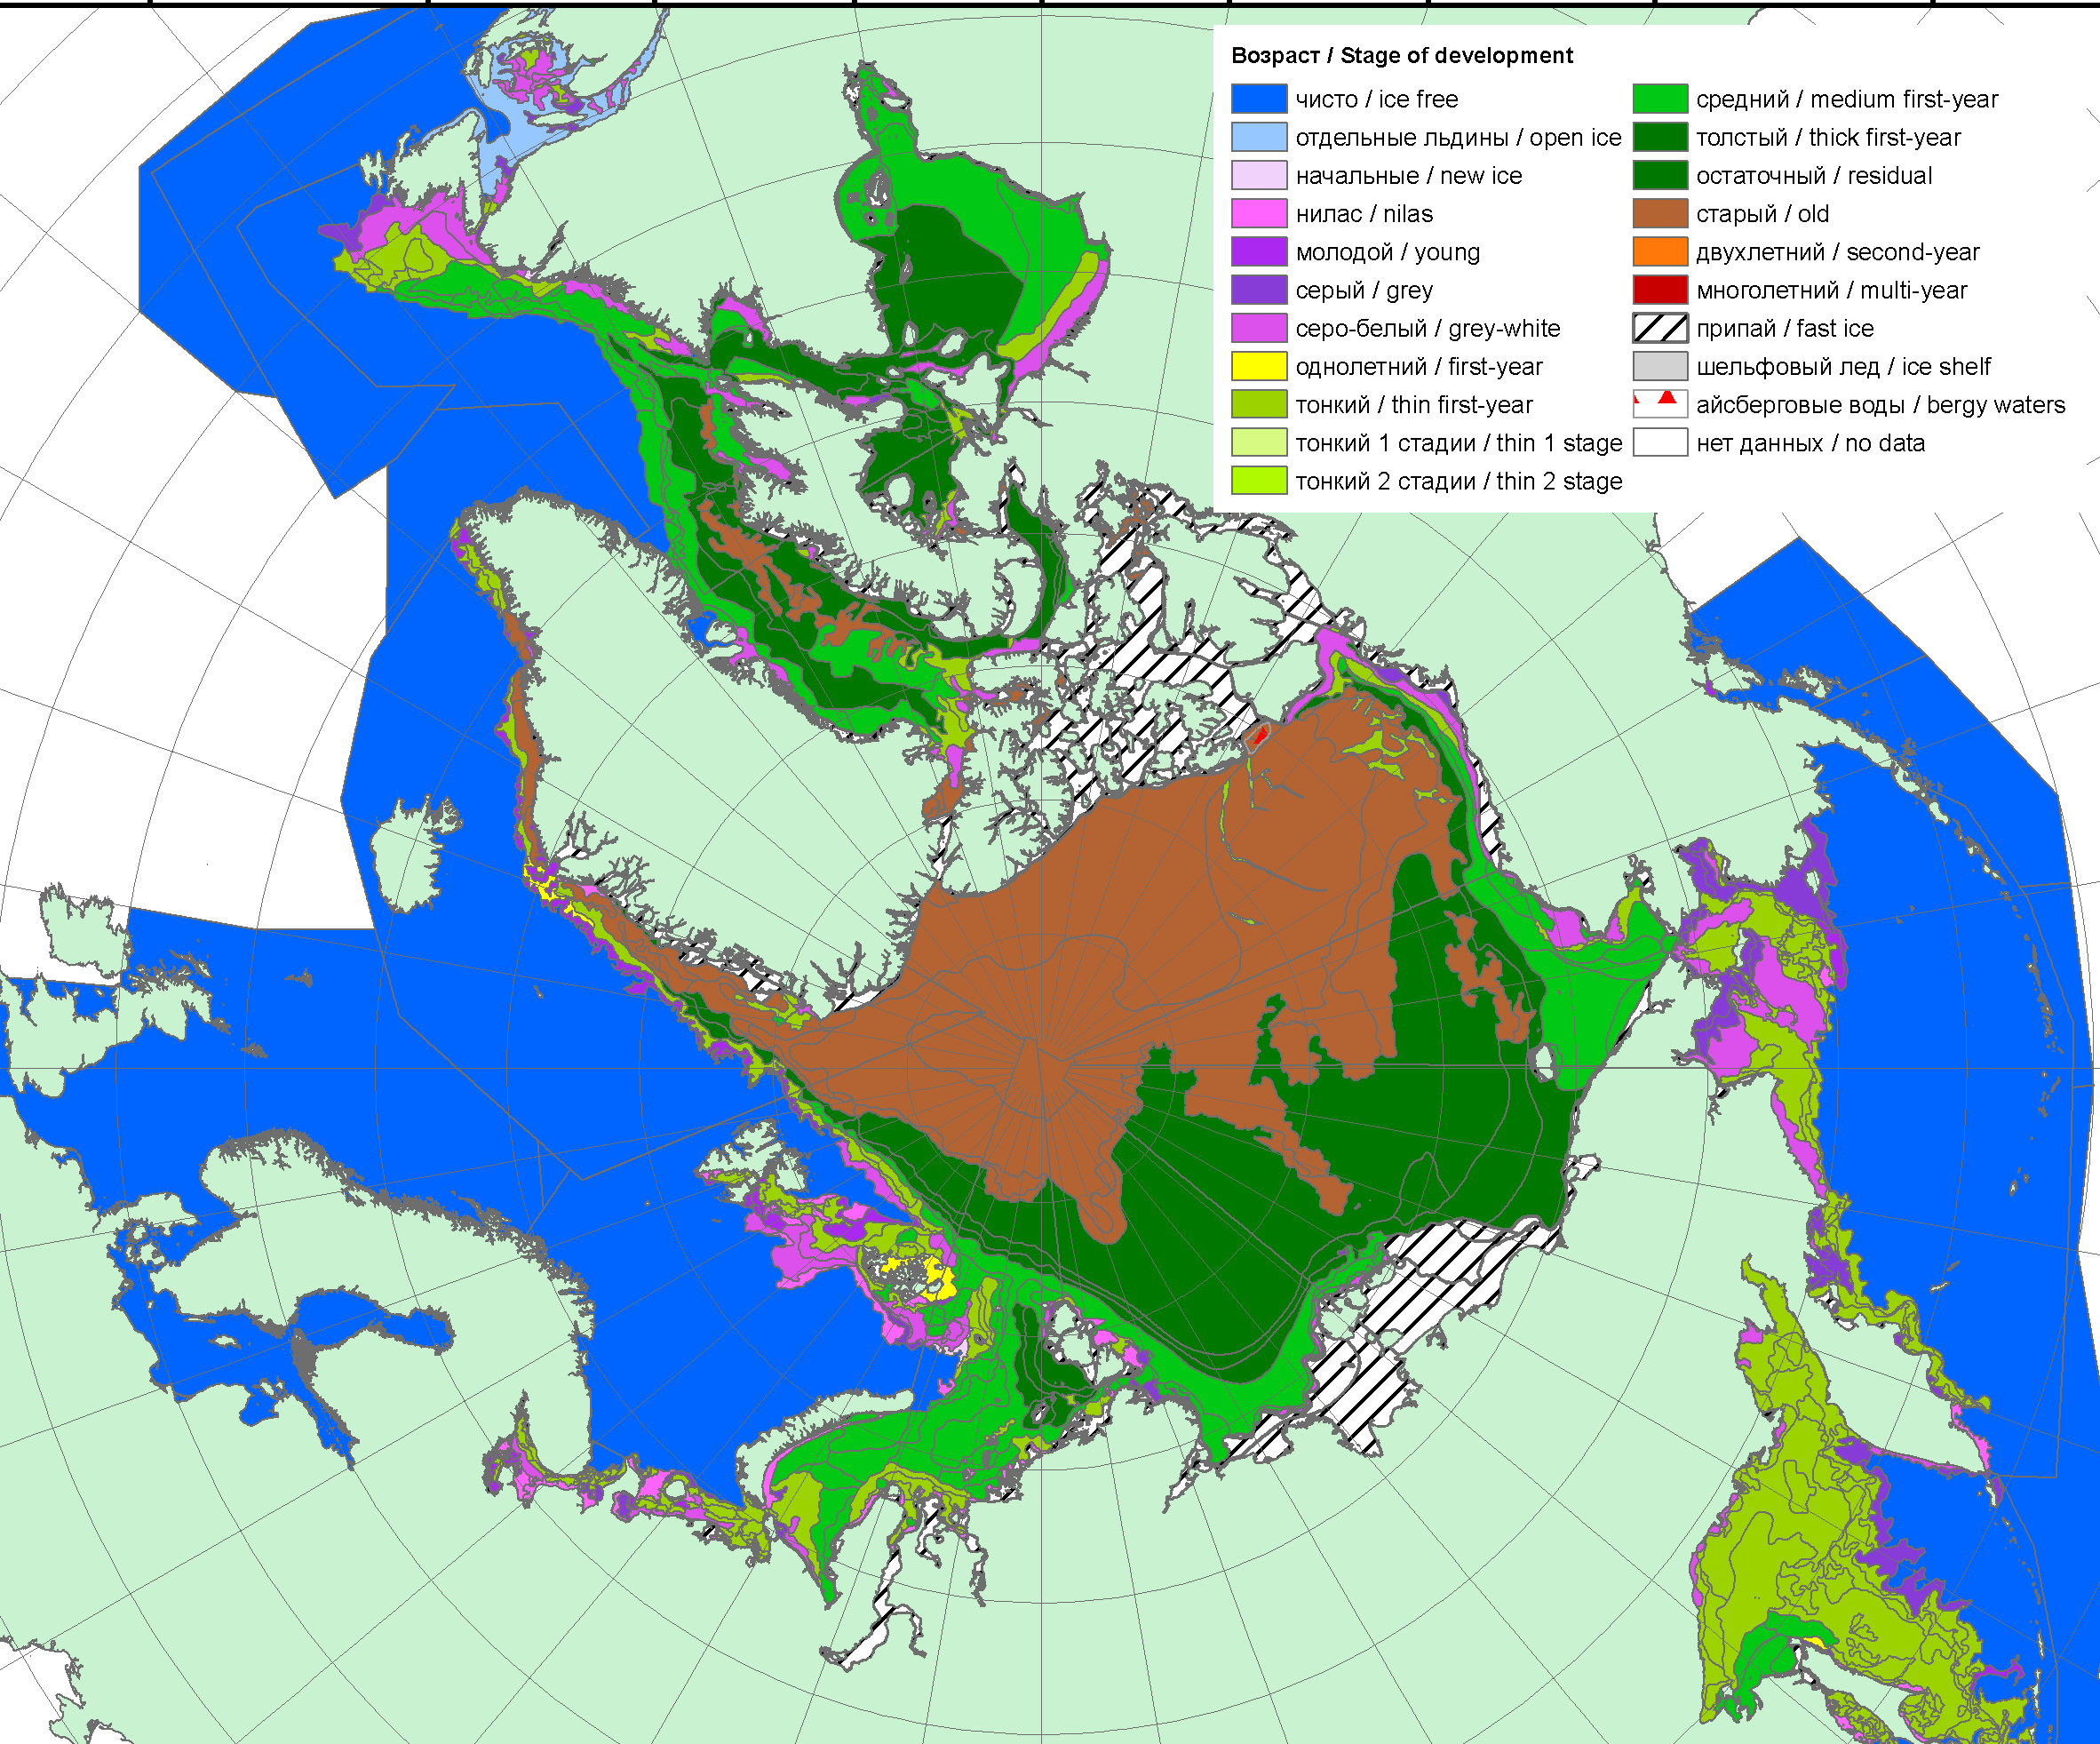 Возраст / Stage of development
чисто / ice free
отдельные льдины / open ice
начальные / new ice
нилас / nilas
молодой / young
серый / grey
серо-белый / grey-white
однолетний / first-year
тонкий / thin first-year
тонкий 1 стадии / thin 1 stage
тонкий 2 стадии / thin 2 stage
средний / medium first-year
толстый / thick first-year
остаточный / residual
старый / old
двухлетний / second-year
многолетний / multi-year
припай / fast ice
шельфовый лед / ice shelf
айсберговые воды / bergy waters
нет данных / no data